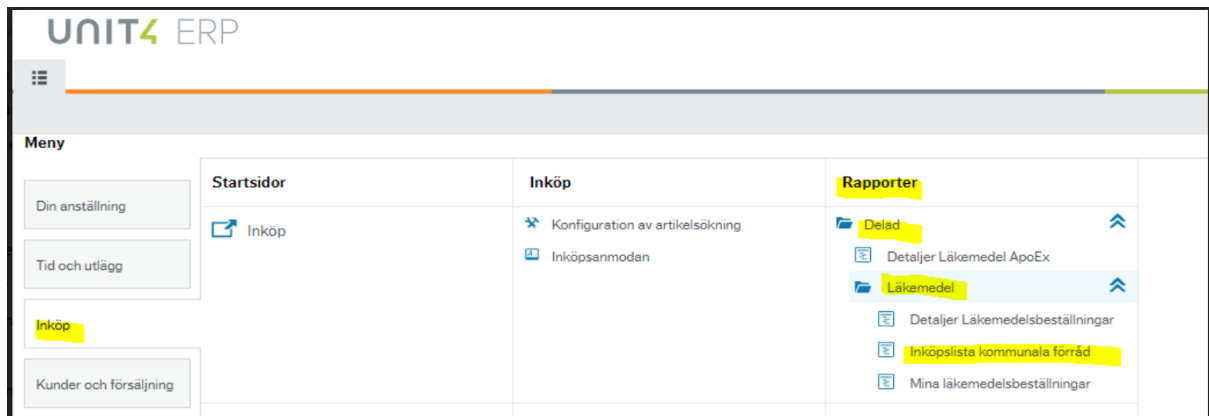 UNIT4 ERP
Meny
Din anställning
Tid och utlägg
Inköp
Kunder och försäljning
Startsidor
Inköp
Inköp
Konfiguration av artikelsökning
Inköpsanmodan
Rapporter
Delad
Detaljer Läkemedel ApoEx
Läkemedel
Detaljer Läkemedelsbeställningar
Inköpslista kommunala förråd
Mina läkemedelsbeställningar